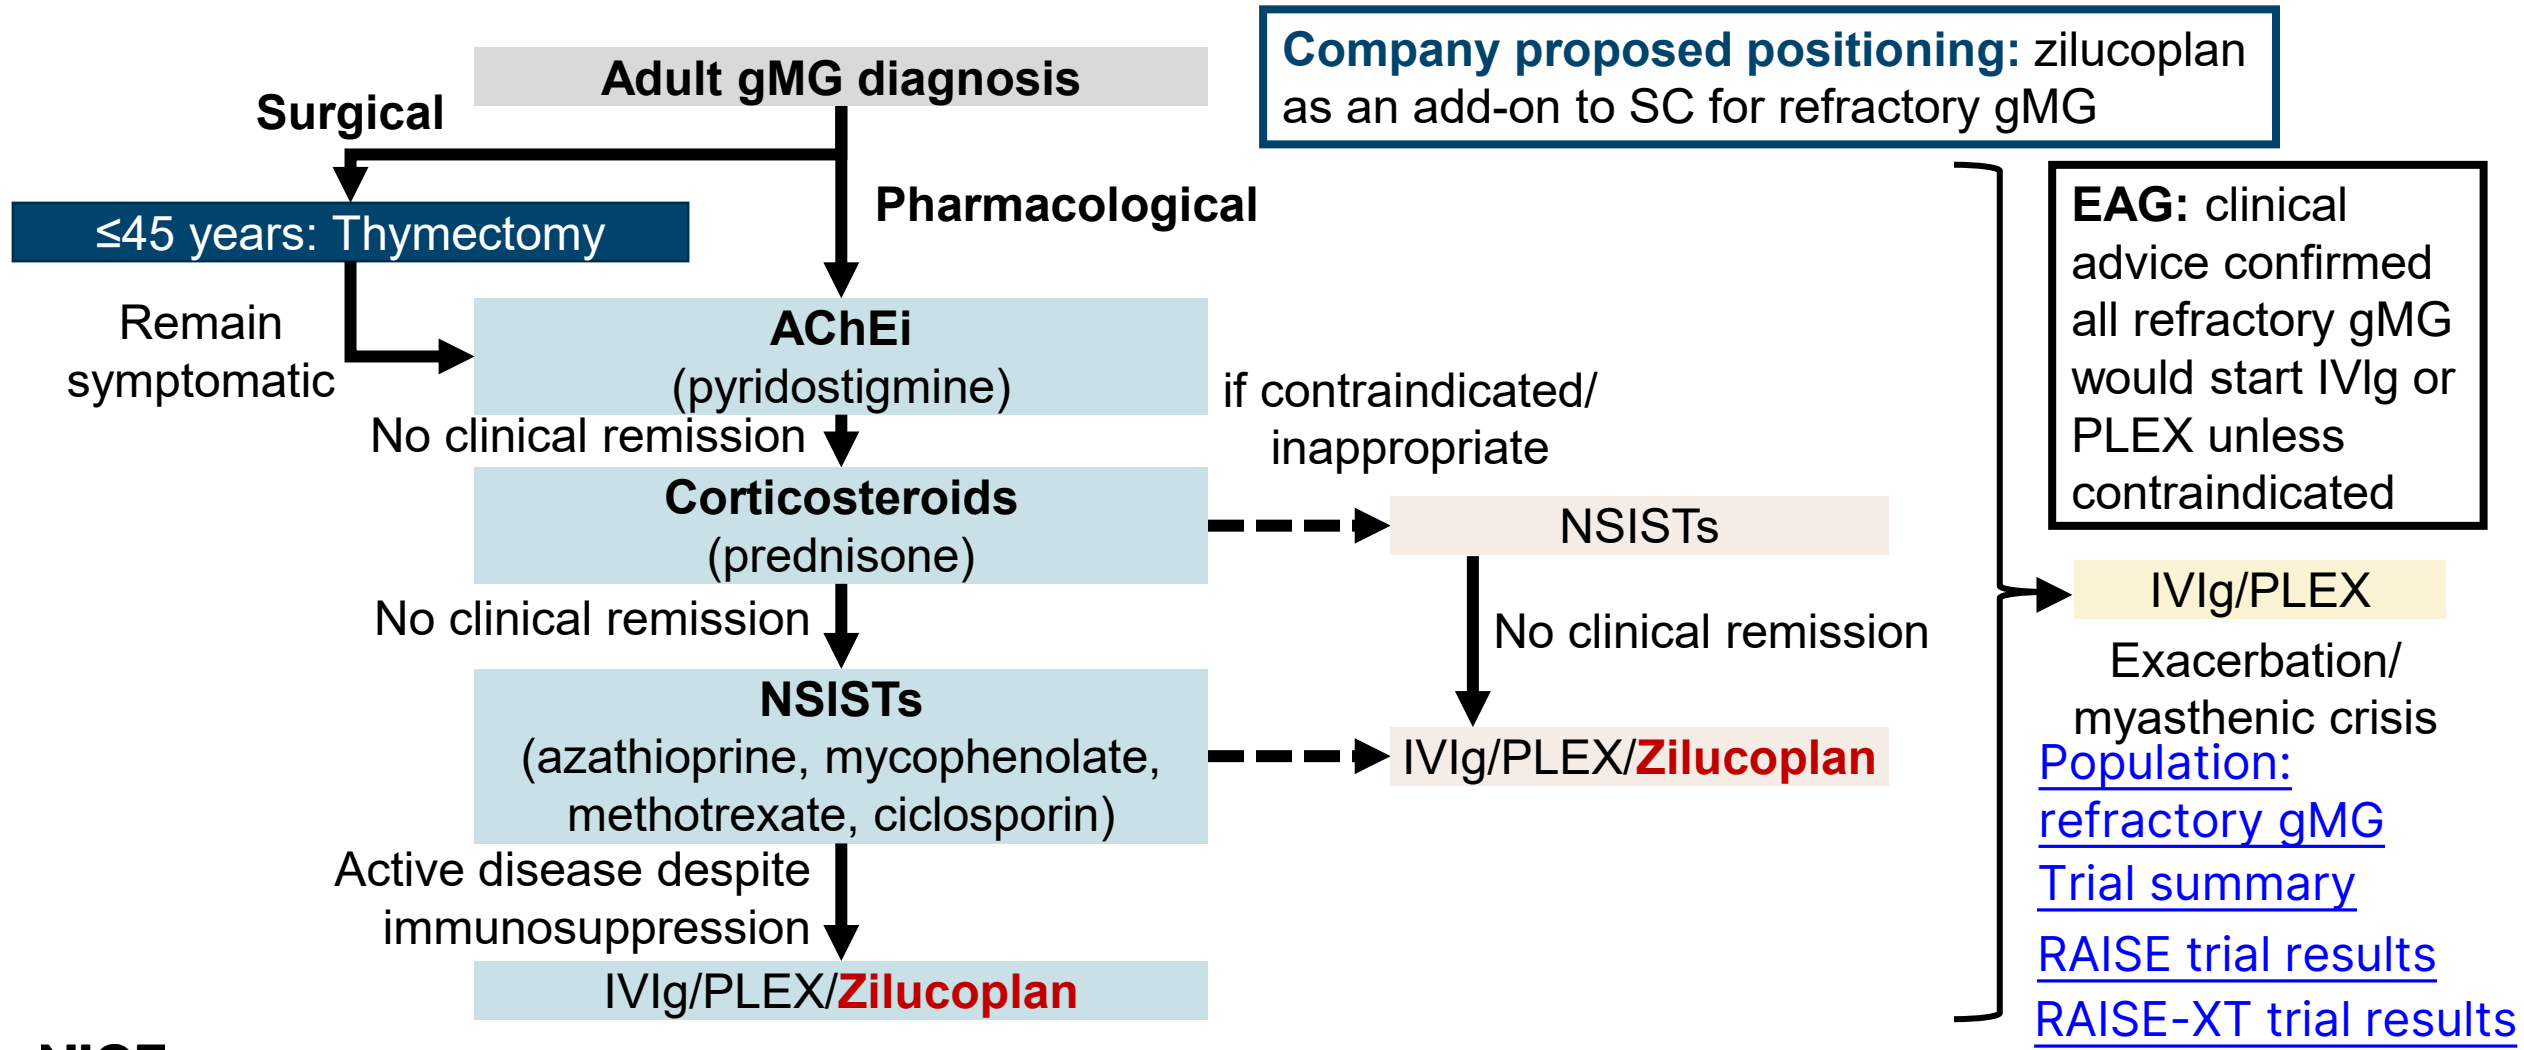 Company proposed positioning: zilucoplan
as an add-on to SC for refractory gMG
Adult gMG diagnosis
Surgical
Pharmacological
≤45 years: Thymectomy
Remain
symptomatic
AChEi
(pyridostigmine)
No clinical remission
if contraindicated/
inappropriate
Corticosteroids
(prednisone)
NSISTs
No clinical remission
No clinical remission
NSISTs
(azathioprine, mycophenolate,
methotrexate, ciclosporin)
IVIg/PLEX/Zilucoplan
Active disease despite
immunosuppression
IVIg/PLEX/Zilucoplan
EAG: clinical
advice confirmed
all refractory gMG
would start IVIg or
PLEX unless
contraindicated
IVIg/PLEX
Exacerbation/
myasthenic crisis
Population:
refractory gMG
Trial summary
RAISE trial results
RAISE-XT trial results